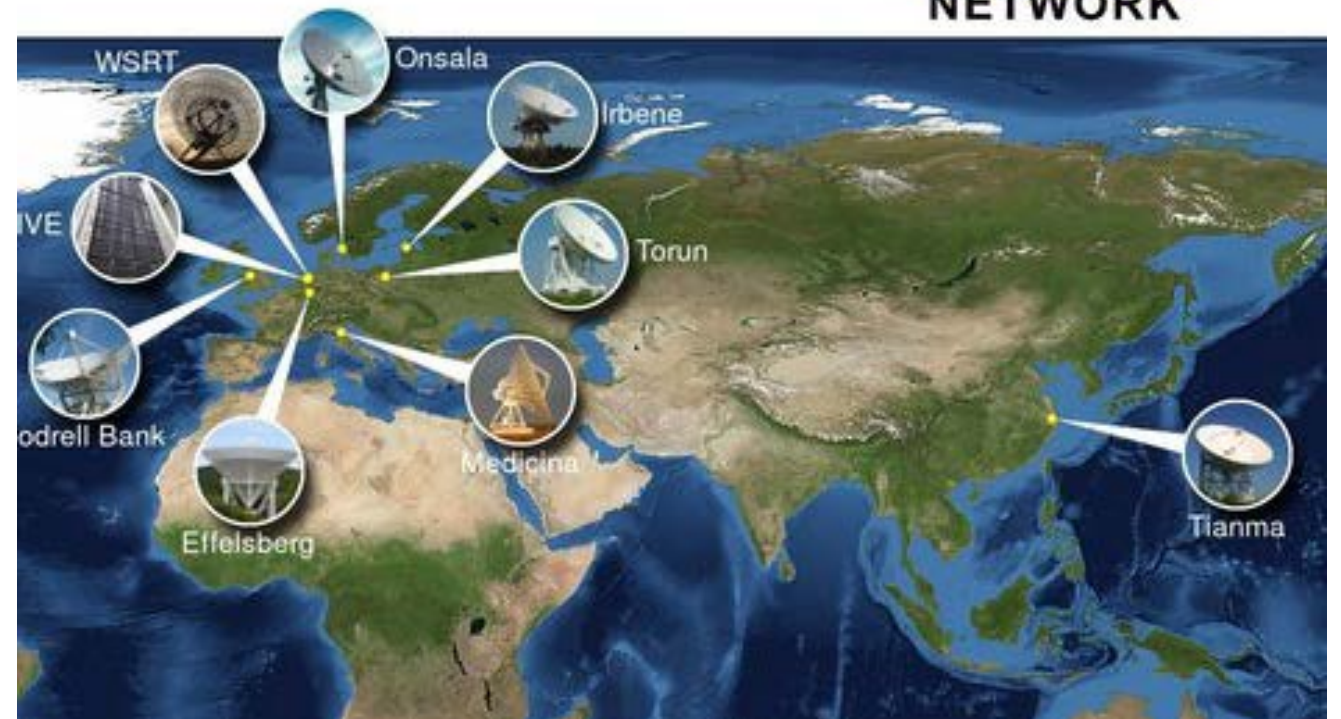 NETWORK
WSRT
Onsala
Irbene
IVE
Torun
odrell Bank
Medicina
Effelsberg
Tianma